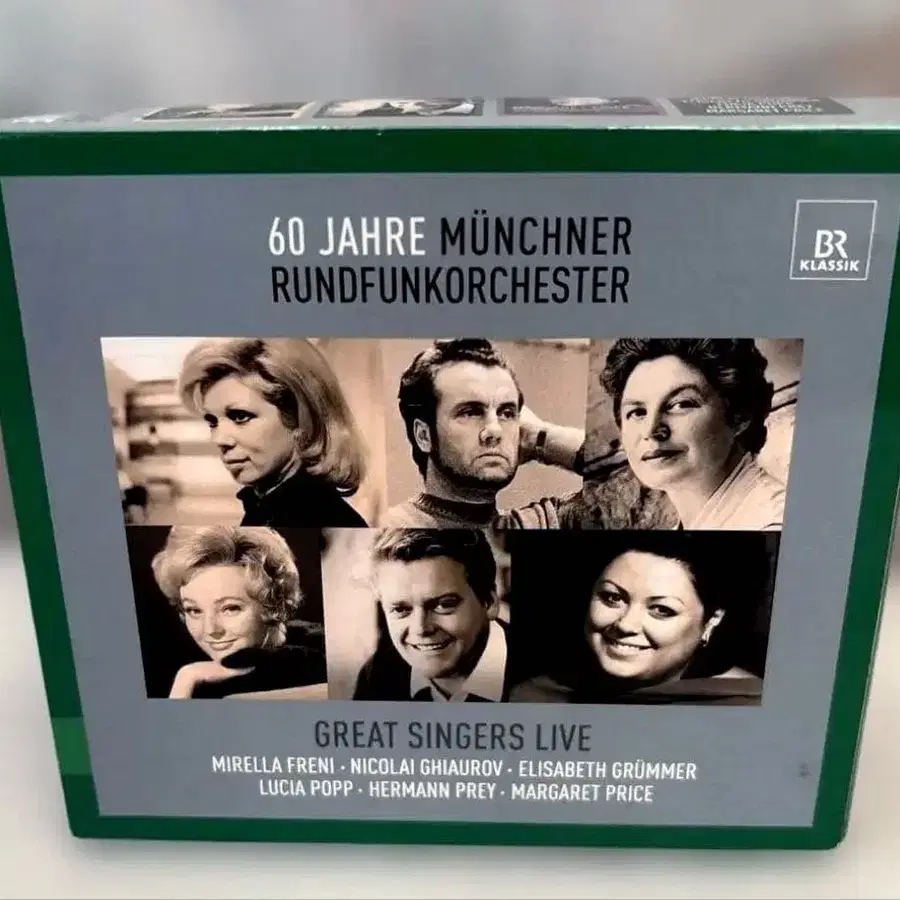 60 JAHRE MÜNCHNER
RUNDFUNKORCHESTER
BR
KLASSIK
GREAT SINGERS LIVE
MIRELLA FRENI · NICOLAI GHIAUROV · ELISABETH GRÜMMER
LUCIA POPP · HERMANN PREY · MARGARET PRICE